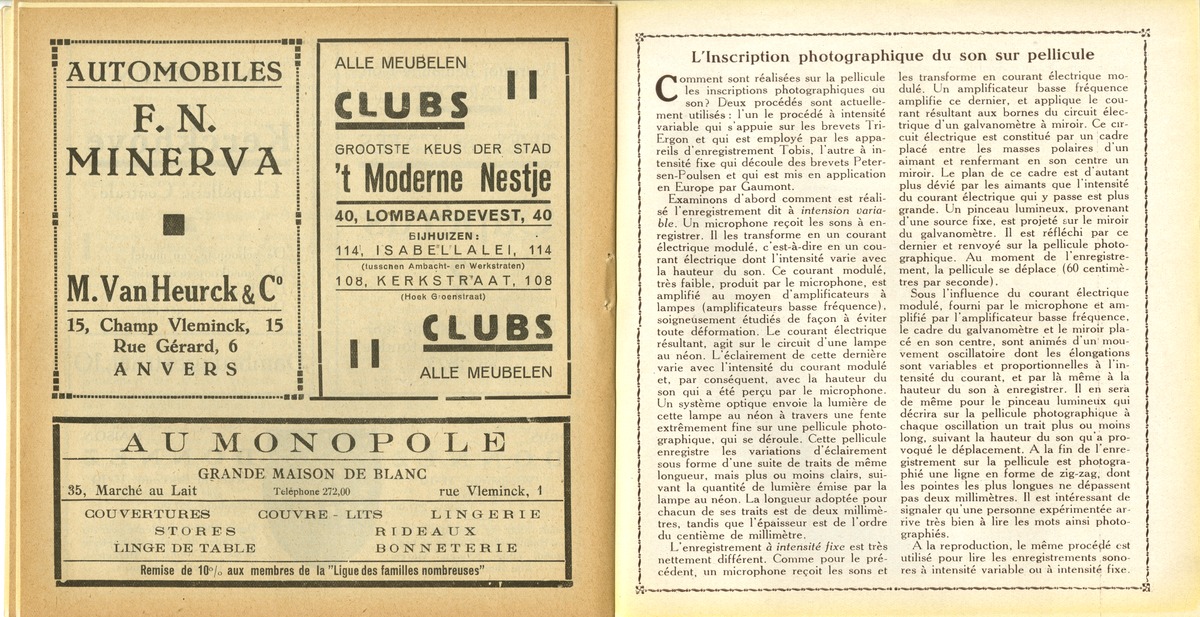 AUTOMOBILES
F. N.
MINERVA
M. Van Heurck & Co
15, Champ Vleminck, 15
Rue Gérard, 6
ANVERS
ALLE MEUBELEN
CLUBS
GROOTSTE KEUS DER STAD
't Moderne Nestje
40, LOMBAARDEVEST, 40
BIJHUIZEN :
114, ISABELLALEI, 114
(tusschen Ambacht- en Werkstraten)
108, KERKSTRAAT, 108
(Hoek Groenstraat)
CLUBS
ALLE MEUBELEN
AU MONOPOLE
GRANDE MAISON DE BLANC
35, Marché au Lait Téléphone 272,00 rue Vleminck, 1
COUVERTURES COUVRE - LITS LINGERIE
STORES RIDEAUX
LINGE DE TABLE BONNETERIE
Remise de 10% aux membres de la "Ligue des familles nombreuses"
L'Inscription photographique du son sur pellicule
Comment sont réalisées sur la pellicule
les inscriptions photographiques ou
son? Deux procédés sont actuelle-
ment utilisés : l'un le procédé à intensité
variable qui s'appuie sur les brevets Tri-
Ergon et qui est employé par les appa-
reils d'enregistrement Tobis, l'autre à in-
tensité fixe qui découle des brevets Peter-
sen-Poulsen et qui est mis en application
en Europe par Gaumont.
Examinons d'abord comment est réali-
sé l'enregistrement dit à intension varia-
ble. Un microphone reçoit les sons à en-
registrer. Il les transforme en un courant
électrique modulé, c'est-à-dire en un cou-
rant électrique dont l'intensité varie avec
la hauteur du son. Ce courant modulé,
très faible, produit par le microphone, est
amplifié au moyen d'amplificateurs à
lampes (amplificateurs basse fréquence),
soigneusement étudiés de façon à éviter
toute déformation. Le courant électrique
résultant, agit sur le circuit d'une lampe
au néon. L'éclairement de cette dernière
varie avec l'intensité du courant modulé
et, par conséquent, avec la hauteur du
son qui a été perçu par le microphone.
Un système optique envoie la lumière de
cette lampe au néon à travers une fente
extrêmement fine sur une pellicule photo-
graphique, qui se déroule. Cette pellicule
enregistre les variations d'éclairement
sous forme d'une suite de traits de même
longueur, mais plus ou moins clairs, sui-
vant la quantité de lumière émise par la
lampe au néon. La longueur adoptée pour
chacun de ses traits est de deux millimè-
tres, tandis que l'épaisseur est de l'ordre
du centième de millimètre.
L'enregistrement à intensité fixe est très
nettement différent. Comme pour le pré-
cédent, un microphone reçoit les sons et
les transforme en courant électrique mo-
dulé. Un amplificateur basse fréquence
amplifie ce dernier, et applique le cou-
rant résultant aux bornes du circuit élec-
trique d'un galvanomètre à miroir. Ce cir-
cuit électrique est constitué par un cadre
placé entre les masses polaires d'un
aimant et renfermant en son centre un
miroir. Le plan de ce cadre est d'autant
plus dévié par les aimants que l'intensité
du courant électrique qui y passe est plus
grande. Un pinceau lumineux, provenant
d'une source fixe, est projeté sur le miroir
du galvanomètre. Il est réfléchi par ce
dernier et renvoyé sur la pellicule photo-
graphique. Au moment de l'enregistre-
ment, la pellicule se déplace (60 centimè-
tres par seconde).
Sous l'influence du courant électrique
modulé, fourni par le microphone et am-
plifié par l'amplificateur basse fréquence,
le cadre du galvanomètre et le miroir pla-
cé en son centre, sont animés d'un mou-
vement oscillatoire dont les élongations
sont variables et proportionnelles à l'in-
tensité du courant, et par là même à la
hauteur du son à enregistrer. Il en sera
de même pour le pinceau lumineux qui
décrira sur la pellicule photographique à
chaque oscillation un trait plus ou moins
long, suivant la hauteur du son qu'a pro-
voqué le déplacement. A la fin de l'enre-
gistrement sur la pellicule est photogra-
phié une ligne en forme de zig-zag, dont
les pointes les plus longues ne dépassent
pas deux millimètres. Il est intéressant de
signaler qu'une personne expérimentée ar-
rive très bien à lire les mots ainsi photo-
graphiés.
A la reproduction, le même procédé est
utilisé pour lire les enregistrements sono-
res à intensité variable ou à intensité fixe.